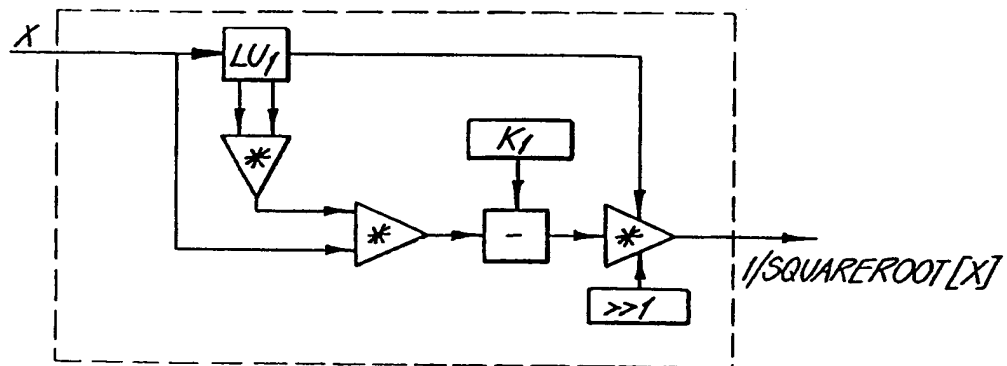 X
LU1
*
K1
*
-
*
1/SQUAREROOT[X]
>>1